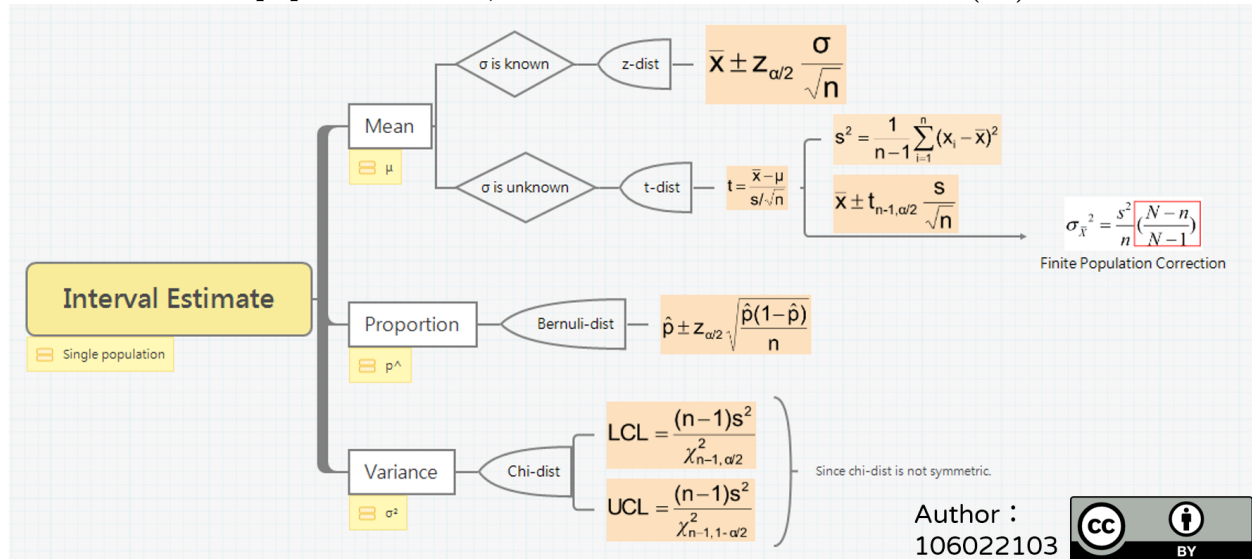 σ is known
z-dist
x̄ ± z_α/2 σ/√n
Mean
μ
σ is unknown
t-dist
t = (x̄ − μ)/(s/√n)
s² = 1/(n−1) ∑_{i=1}^{n} (x_i − x̄)²
x̄ ± t_{n-1,α/2} s/√n
σ_x̄² = s²/n ((N − n)/(N − 1))
Finite Population Correction
Interval Estimate
Single population
Proportion
p^
Bernuli-dist
p̂ ± z_α/2 √(p̂(1−p̂)/n)
Variance
σ²
Chi-dist
LCL = (n−1)s²/χ²_{n−1, α/2}
UCL = (n−1)s²/χ²_{n−1, 1-α/2}
Since chi-dist is not symmetric.
Author：
106022103
cc
BY